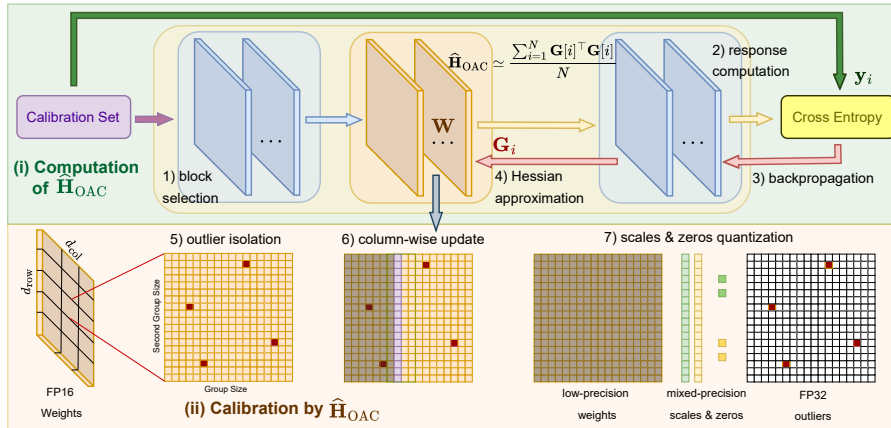 Ĥ_OAC ≃ ∑_{i=1}^{N} G[i]^⊤ G[i] / N
2) response
computation
y_i
Calibration Set
W
...
...
...
Cross Entropy
G_i
(i) Computation
of Ĥ_OAC
1) block
selection
4) Hessian
approximation
3) backpropagation
5) outlier isolation
6) column-wise update
7) scales & zeros quantization
d_col
d_row
Second Group Size
Group Size
FP16
Weights
(ii) Calibration by Ĥ_OAC
low-precision
weights
mixed-precision
scales & zeros
FP32
outliers